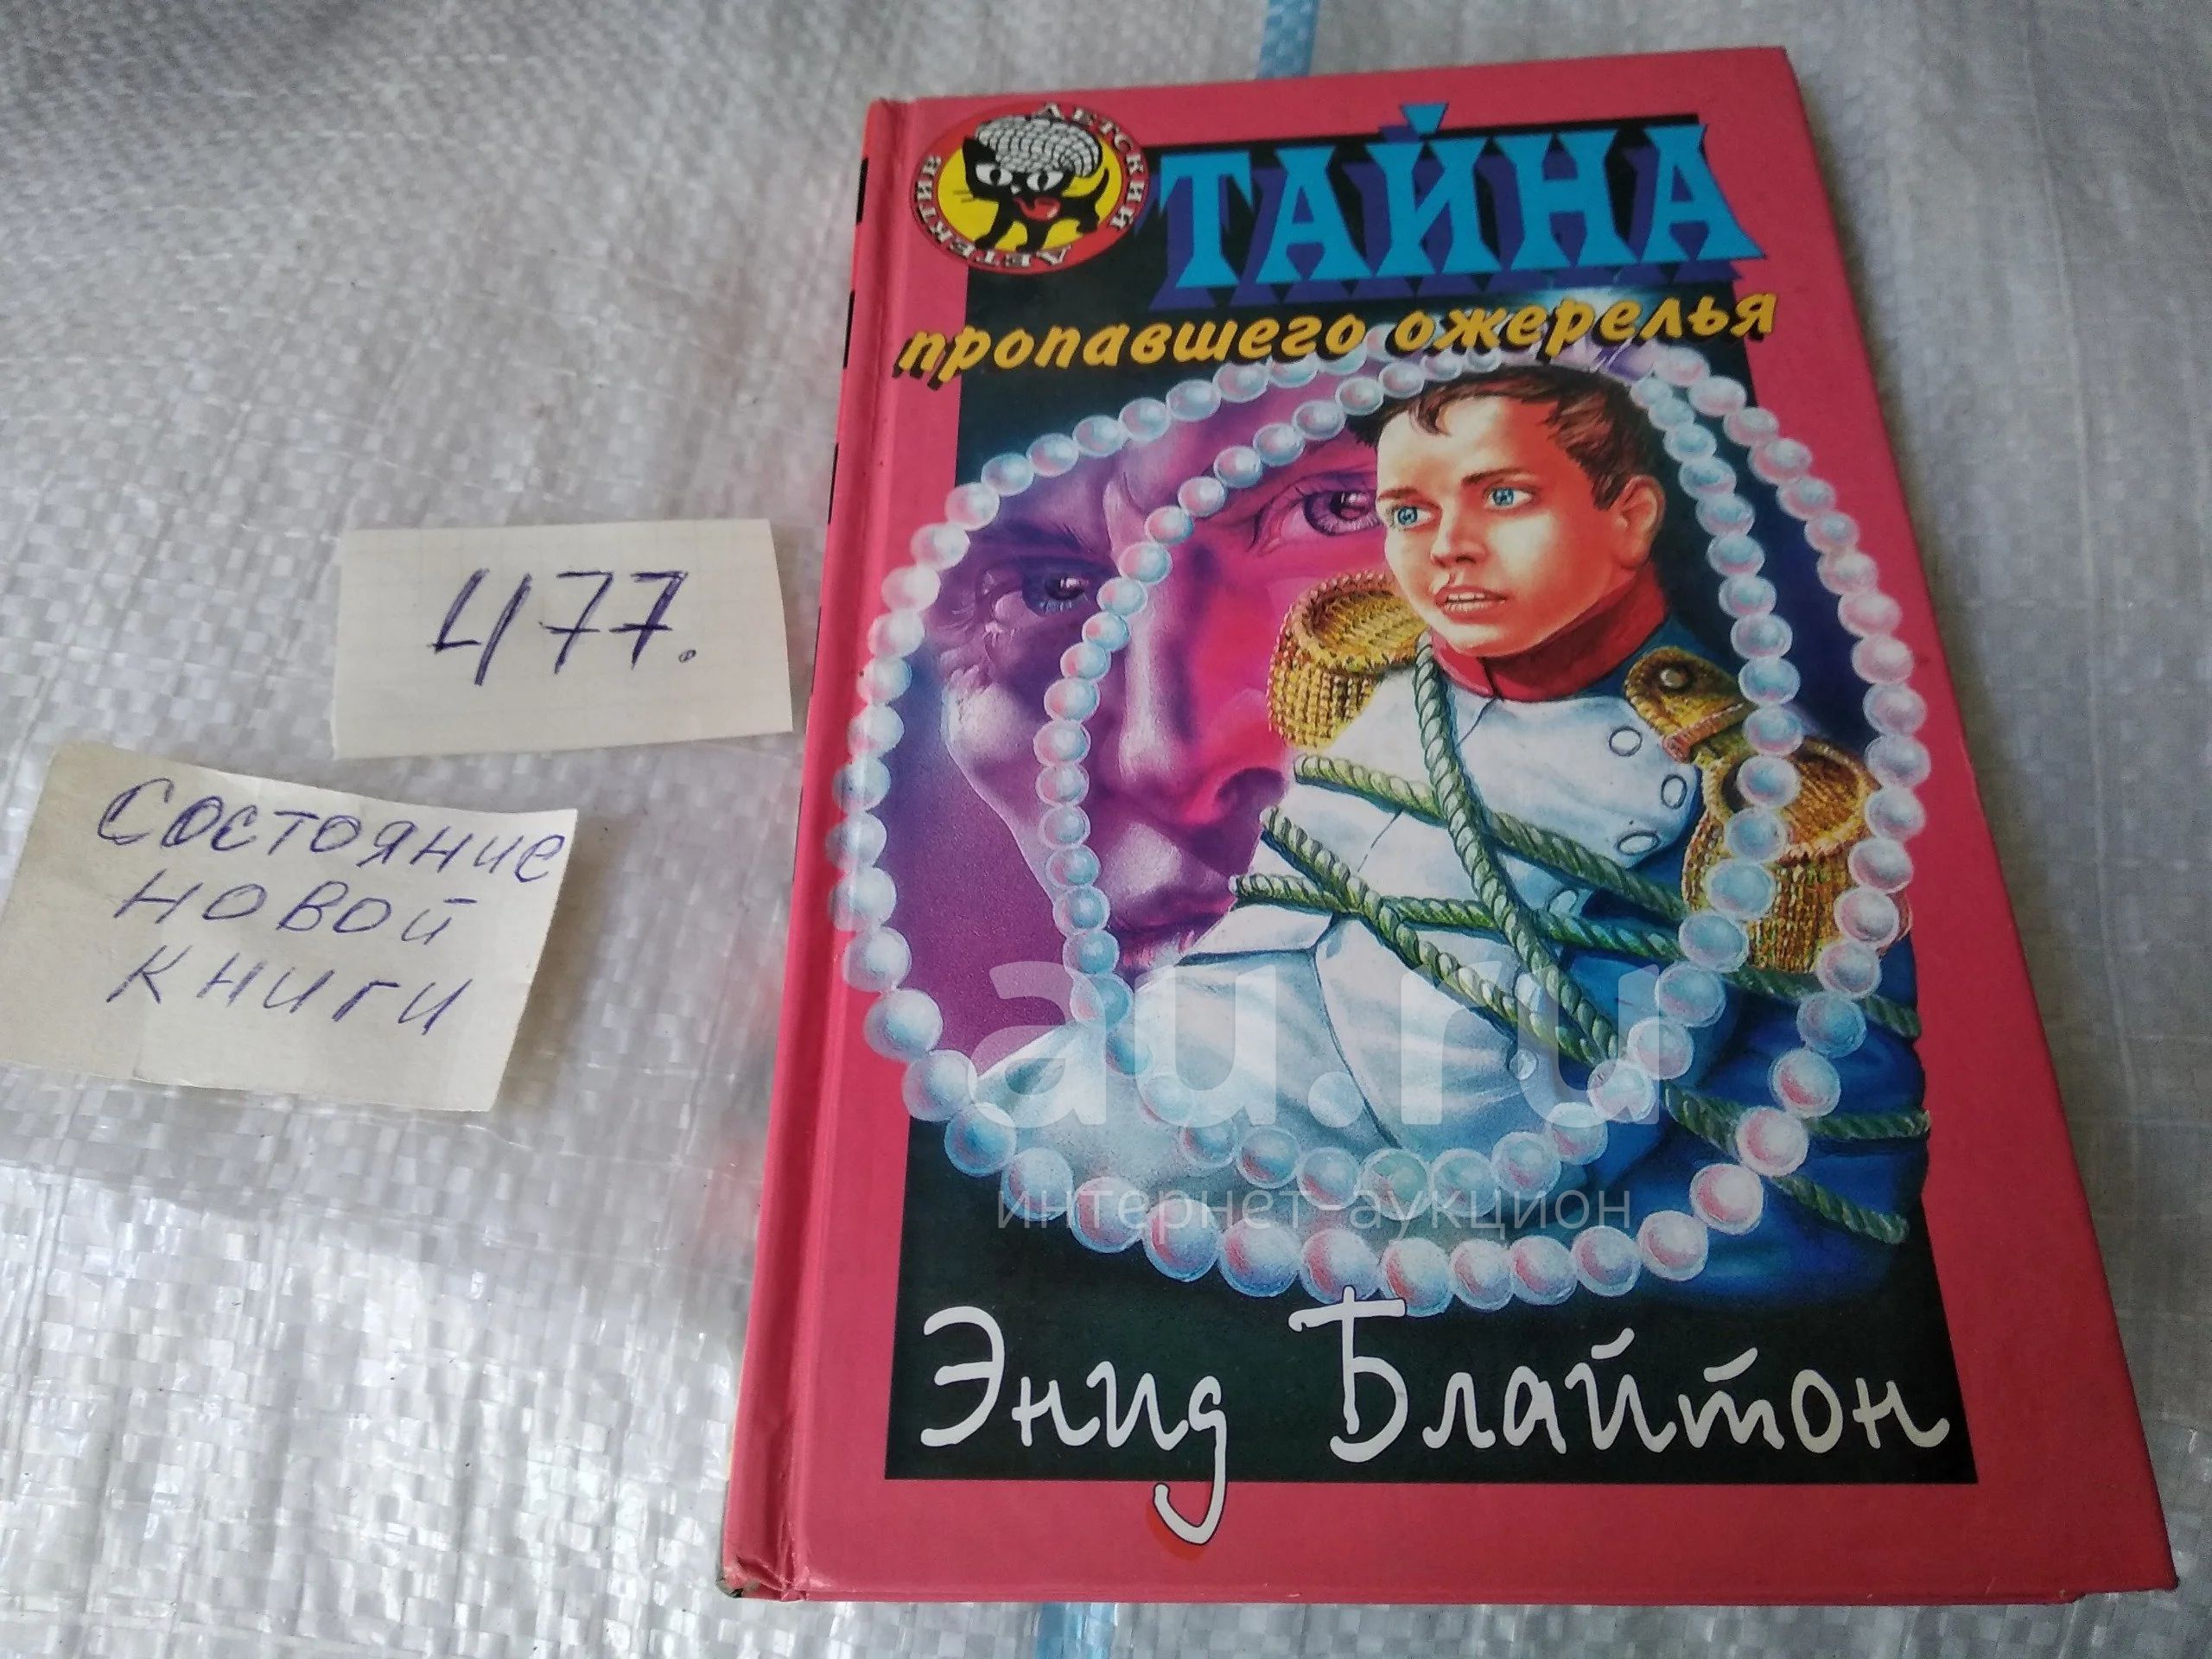 ДЕТСКИЙ ДЕТЕКТИВ
ТАЙНА
пропавшего ожерелья
477.
Состояние
новой
книги
au.ru
интернет-аукцион
Энид Блайтон